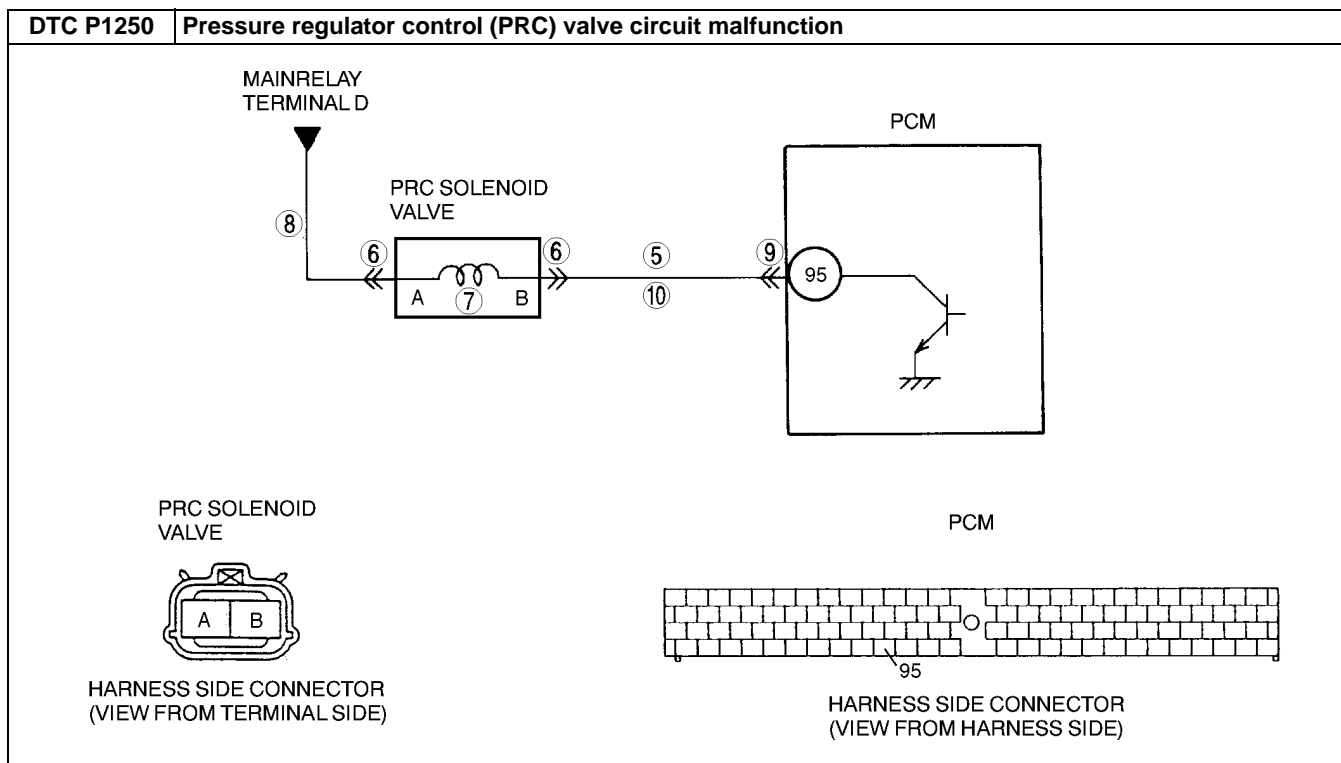 DTC P1250 Pressure regulator control (PRC) valve circuit malfunction
MAINRELAY
TERMINAL D
PCM
PRC SOLENOID
VALVE
8
6
6
5
9
95
A
7
B
10
PRC SOLENOID
VALVE
PCM
A B
95
HARNESS SIDE CONNECTOR
(VIEW FROM TERMINAL SIDE)
HARNESS SIDE CONNECTOR
(VIEW FROM HARNESS SIDE)